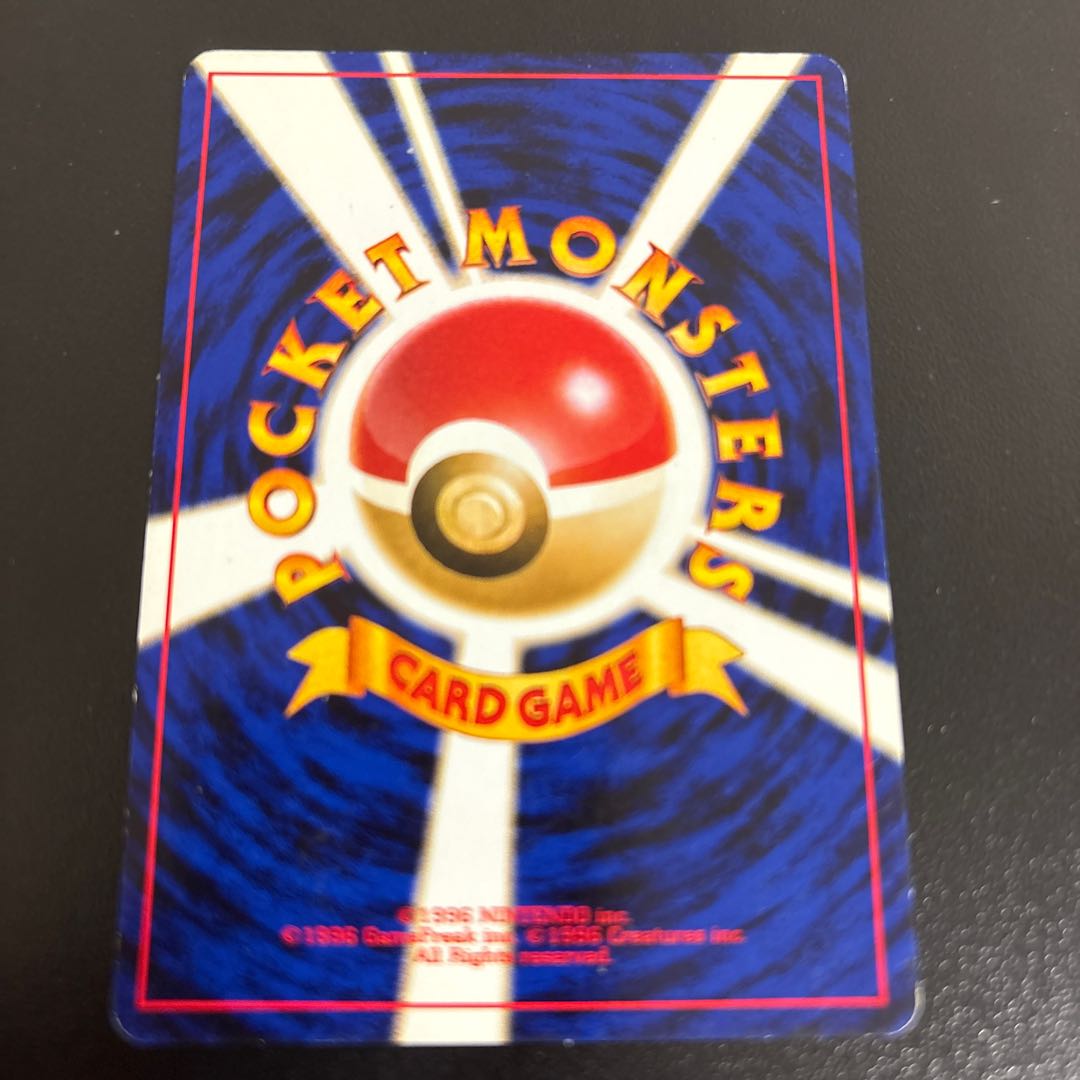 POCKET MONSTERS
CARD GAME
©1996 NINTENDO inc.
©1996 GameFreak inc. ©1996 Creatures inc.
All Rights reserved.